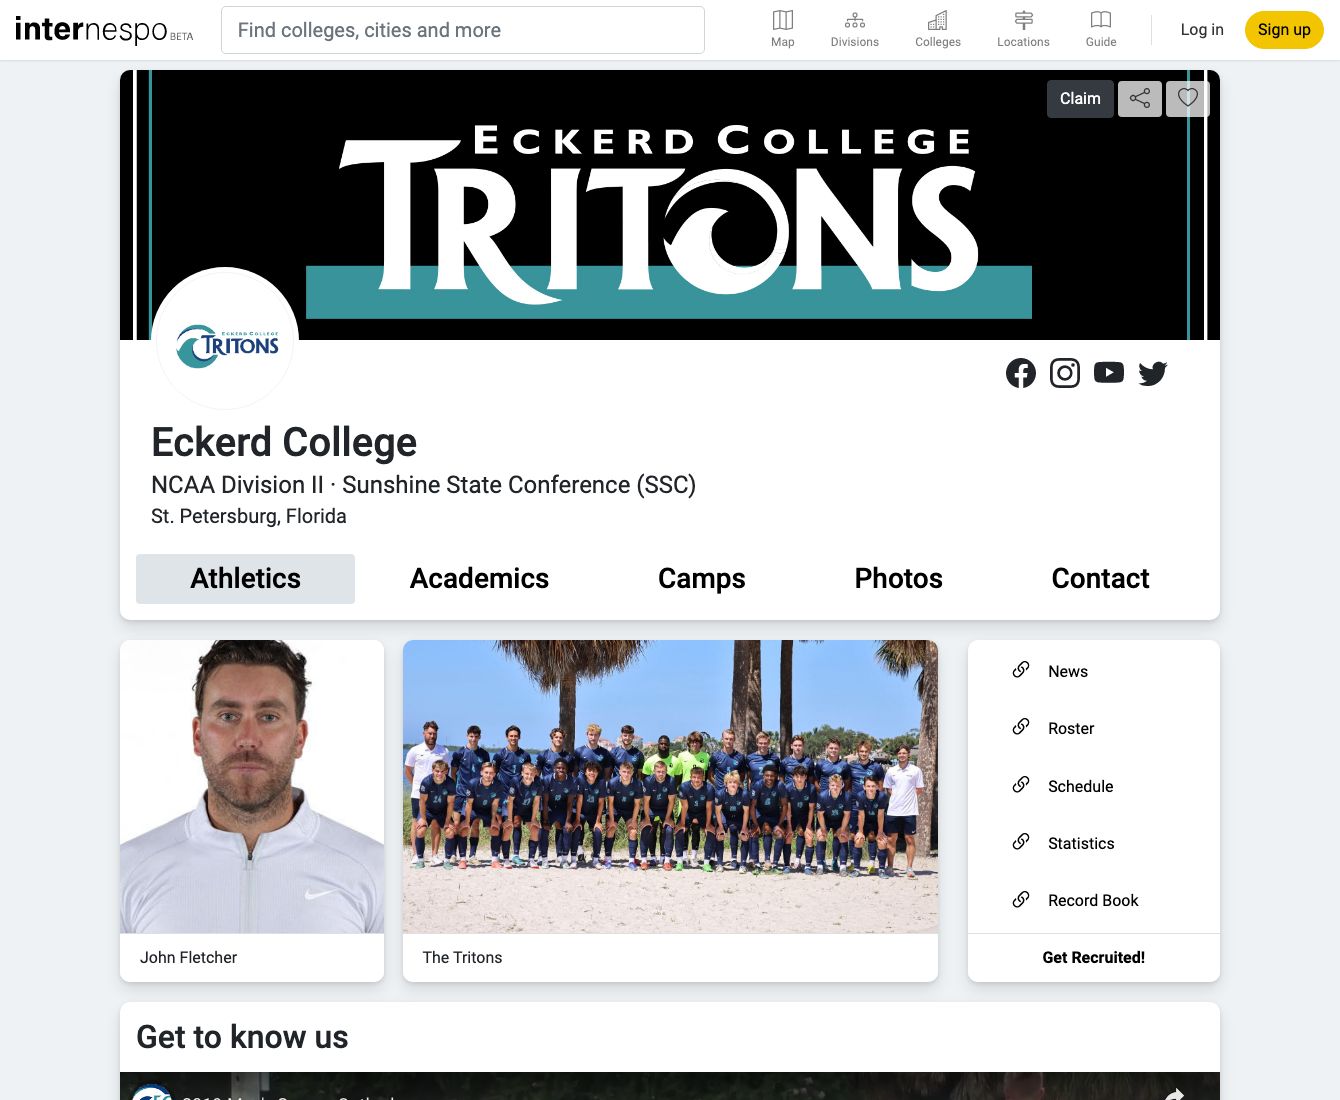 internespo BETA
Find colleges, cities and more
Map
Divisions
Colleges
Locations
Guide
Log in
Sign up
Claim
ECKERD COLLEGE
TRITONS
ECKERD COLLEGE
TRITONS
Eckerd College
NCAA Division II · Sunshine State Conference (SSC)
St. Petersburg, Florida
Athletics
Academics
Camps
Photos
Contact
News
Roster
Schedule
Statistics
Record Book
John Fletcher
The Tritons
Get Recruited!
Get to know us